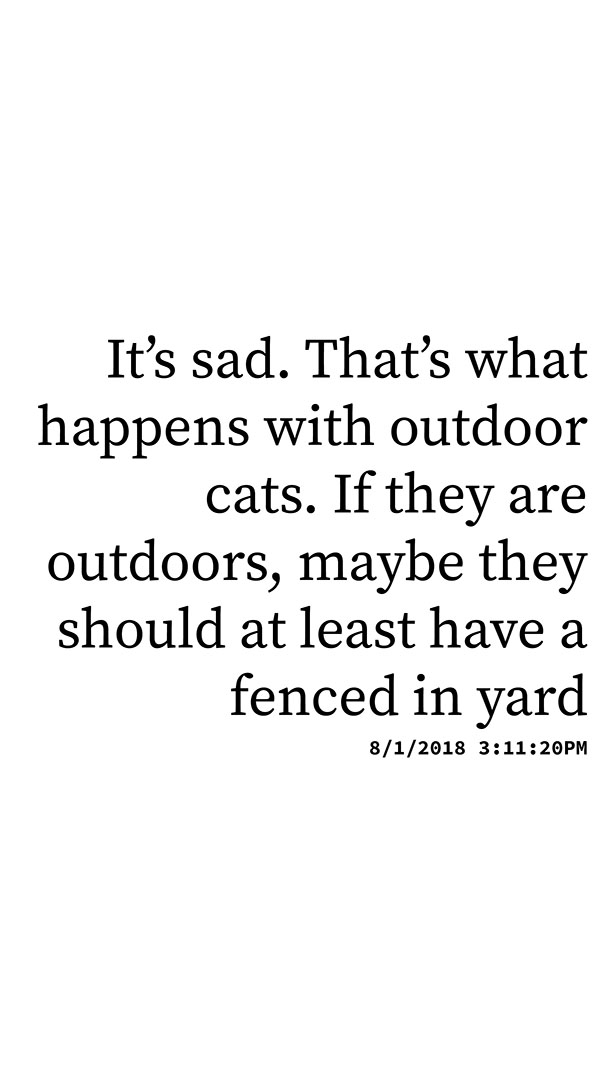 It’s sad. That’s what
happens with outdoor
cats. If they are
outdoors, maybe they
should at least have a
fenced in yard
8/1/2018 3:11:20PM